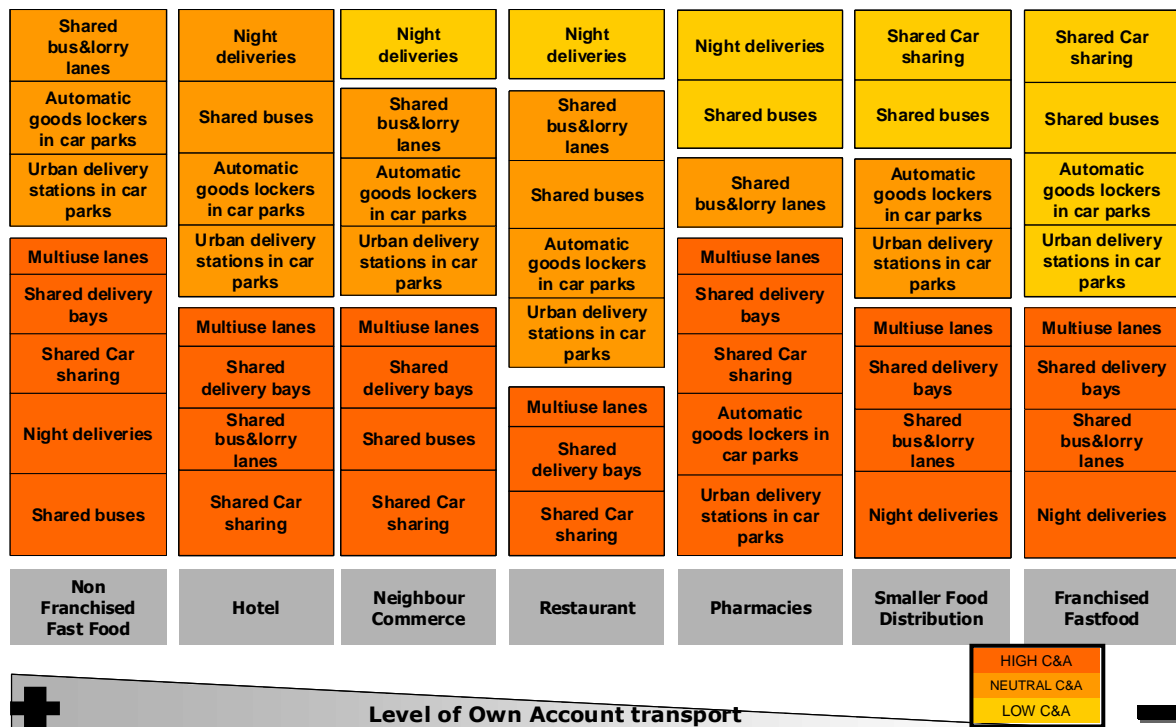 Shared
bus&lorry
lanes
Automatic
goods lockers
in car parks
Urban delivery
stations in car
parks
Multiuse lanes
Shared delivery
bays
Shared Car
sharing
Night deliveries
Shared buses
Non
Franchised
Fast Food
Night
deliveries
Shared buses
Automatic
goods lockers
in car parks
Urban delivery
stations in car
parks
Multiuse lanes
Shared
delivery bays
Shared
bus&lorry
lanes
Shared Car
sharing
Hotel
Night
deliveries
Shared
bus&lorry
lanes
Automatic
goods lockers
in car parks
Urban delivery
stations in car
parks
Multiuse lanes
Shared
delivery bays
Shared buses
Shared Car
sharing
Neighbour
Commerce
Night
deliveries
Shared
bus&lorry
lanes
Shared buses
Automatic
goods lockers
in car parks
Urban delivery
stations in car
parks
Multiuse lanes
Shared
delivery bays
Shared Car
sharing
Restaurant
Night deliveries
Shared buses
Shared
bus&lorry lanes
Multiuse lanes
Shared delivery
bays
Shared Car
sharing
Automatic
goods lockers in
car parks
Urban delivery
stations in car
parks
Pharmacies
Shared Car
sharing
Shared buses
Automatic
goods lockers
in car parks
Urban delivery
stations in car
parks
Multiuse lanes
Shared delivery
bays
Shared
bus&lorry
lanes
Night deliveries
Smaller Food
Distribution
Shared Car
sharing
Shared buses
Automatic
goods lockers
in car parks
Urban delivery
stations in car
parks
Multiuse lanes
Shared delivery
bays
Shared
bus&lorry
lanes
Night deliveries
Franchised
Fastfood
HIGH C&A
NEUTRAL C&A
LOW C&A
Level of Own Account transport